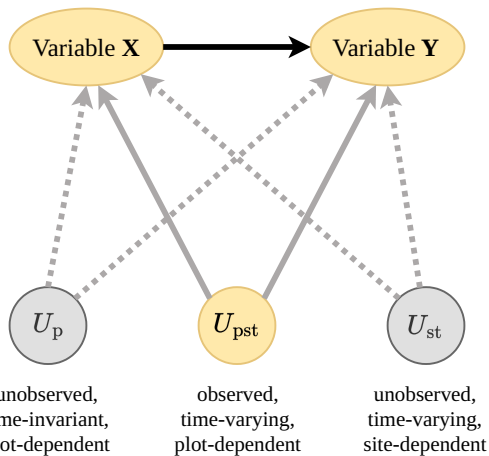 Variable X
Variable Y
U_p
U_pst
U_st
unobserved, observed, unobserved,
me-invariant, time-varying, time-varying,
ot-dependent plot-dependent site-dependent